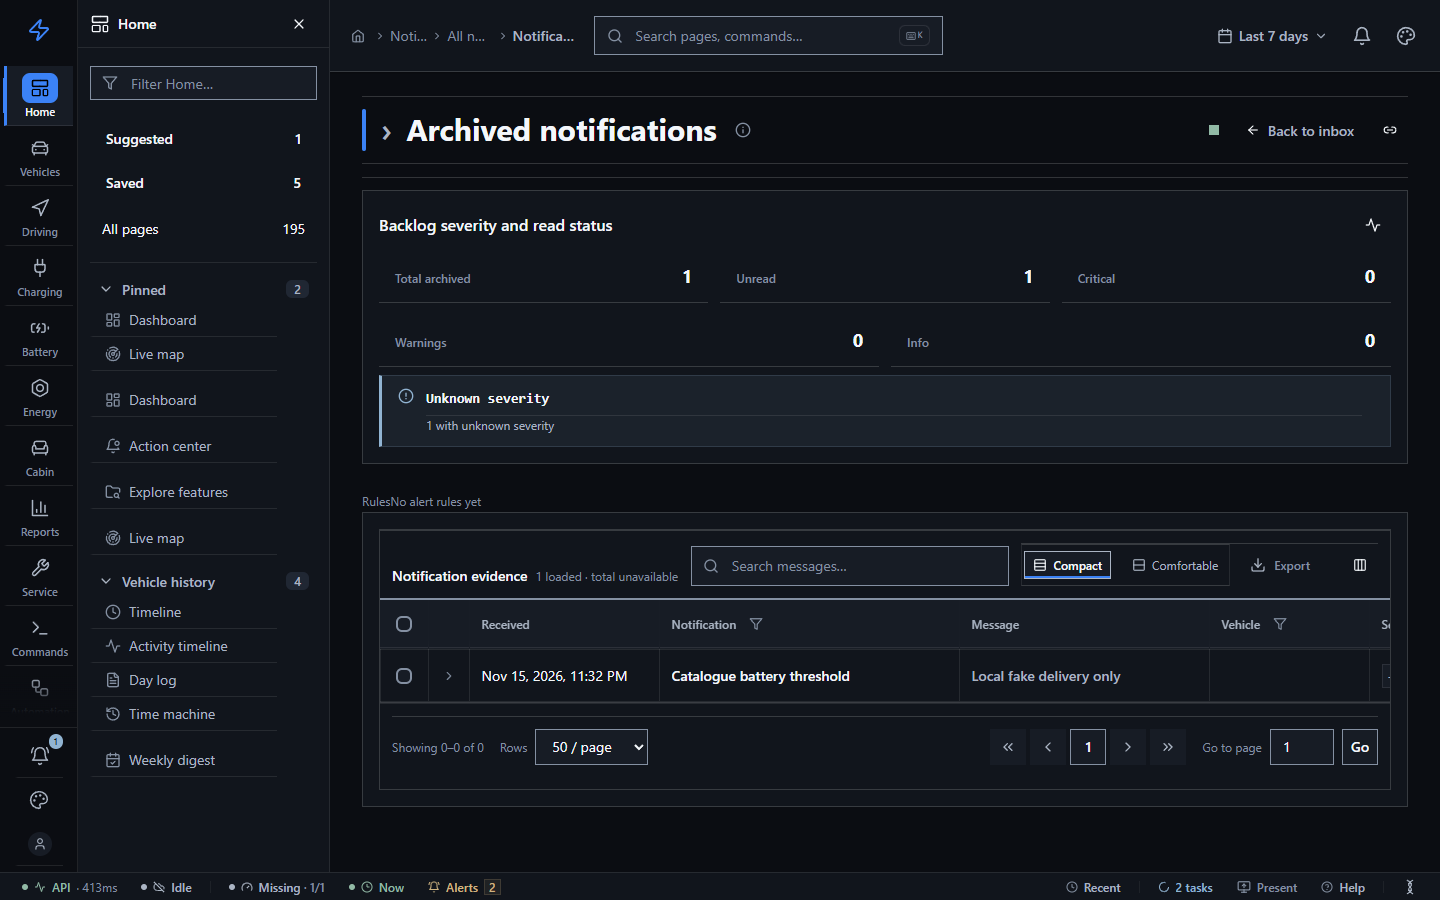 Home
Vehicles
Driving
Charging
Battery
Energy
Cabin
Reports
Service
Commands
1
Home
Filter Home...
Suggested 1
Saved 5
All pages 195
Pinned 2
Dashboard
Live map
Dashboard
Action center
Explore features
Live map
Vehicle history 4
Timeline
Activity timeline
Day log
Time machine
Weekly digest
Noti... All n... Notifica...
Search pages, commands... K
Last 7 days
Archived notifications
Back to inbox
Backlog severity and read status
Total archived 1 Unread 1 Critical 0
Warnings 0 Info 0
Unknown severity
1 with unknown severity
RulesNo alert rules yet
Notification evidence 1 loaded · total unavailable Search messages... Compact Comfortable Export
Received Notification Message Vehicle
Nov 15, 2026, 11:32 PM Catalogue battery threshold Local fake delivery only
Showing 0–0 of 0 Rows 50 / page 1 Go to page 1 Go
API · 413ms Idle Missing · 1/1 Now Alerts 2 Recent 2 tasks Present Help